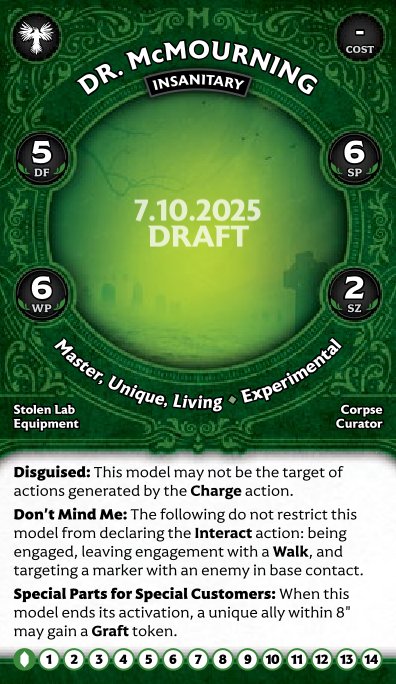 -
COST
DR. McMOURNING
INSANITARY
5
DF
6
SP
7.10.2025
DRAFT
6
WP
2
SZ
Master, Unique, Living ◆ Experimental
Stolen Lab
Equipment
Corpse
Curator
Disguised: This model may not be the target of
actions generated by the Charge action.
Don't Mind Me: The following do not restrict this
model from declaring the Interact action: being
engaged, leaving engagement with a Walk, and
targeting a marker with an enemy in base contact.
Special Parts for Special Customers: When this
model ends its activation, a unique ally within 8"
may gain a Graft token.
1 2 3 4 5 6 7 8 9 10 11 12 13 14